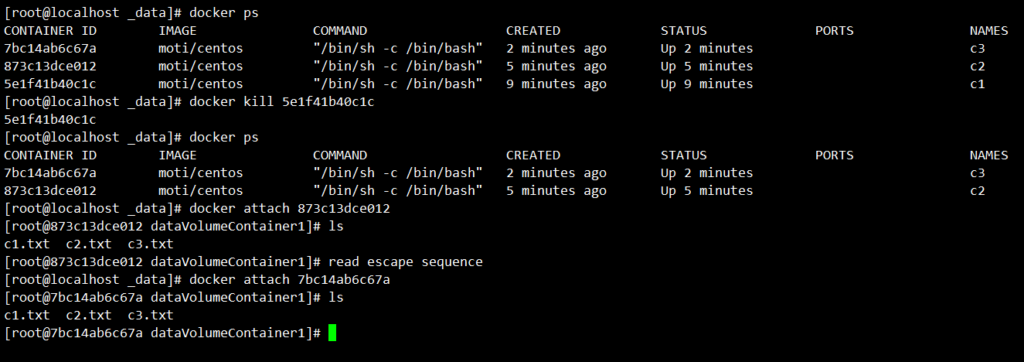 [root@localhost _data]# docker ps
CONTAINER ID        IMAGE               COMMAND                  CREATED             STATUS              PORTS               NAMES
7bc14ab6c67a        moti/centos         "/bin/sh -c /bin/bash"   2 minutes ago       Up 2 minutes                            c3
873c13dce012        moti/centos         "/bin/sh -c /bin/bash"   5 minutes ago       Up 5 minutes                            c2
5e1f41b40c1c        moti/centos         "/bin/sh -c /bin/bash"   9 minutes ago       Up 9 minutes                            c1
[root@localhost _data]# docker kill 5e1f41b40c1c
5e1f41b40c1c
[root@localhost _data]# docker ps
CONTAINER ID        IMAGE               COMMAND                  CREATED             STATUS              PORTS               NAMES
7bc14ab6c67a        moti/centos         "/bin/sh -c /bin/bash"   2 minutes ago       Up 2 minutes                            c3
873c13dce012        moti/centos         "/bin/sh -c /bin/bash"   5 minutes ago       Up 5 minutes                            c2
[root@localhost _data]# docker attach 873c13dce012
[root@873c13dce012 dataVolumeContainer1]# ls
c1.txt  c2.txt  c3.txt
[root@873c13dce012 dataVolumeContainer1]# read escape sequence
[root@localhost _data]# docker attach 7bc14ab6c67a
[root@7bc14ab6c67a dataVolumeContainer1]# ls
c1.txt  c2.txt  c3.txt
[root@7bc14ab6c67a dataVolumeContainer1]#